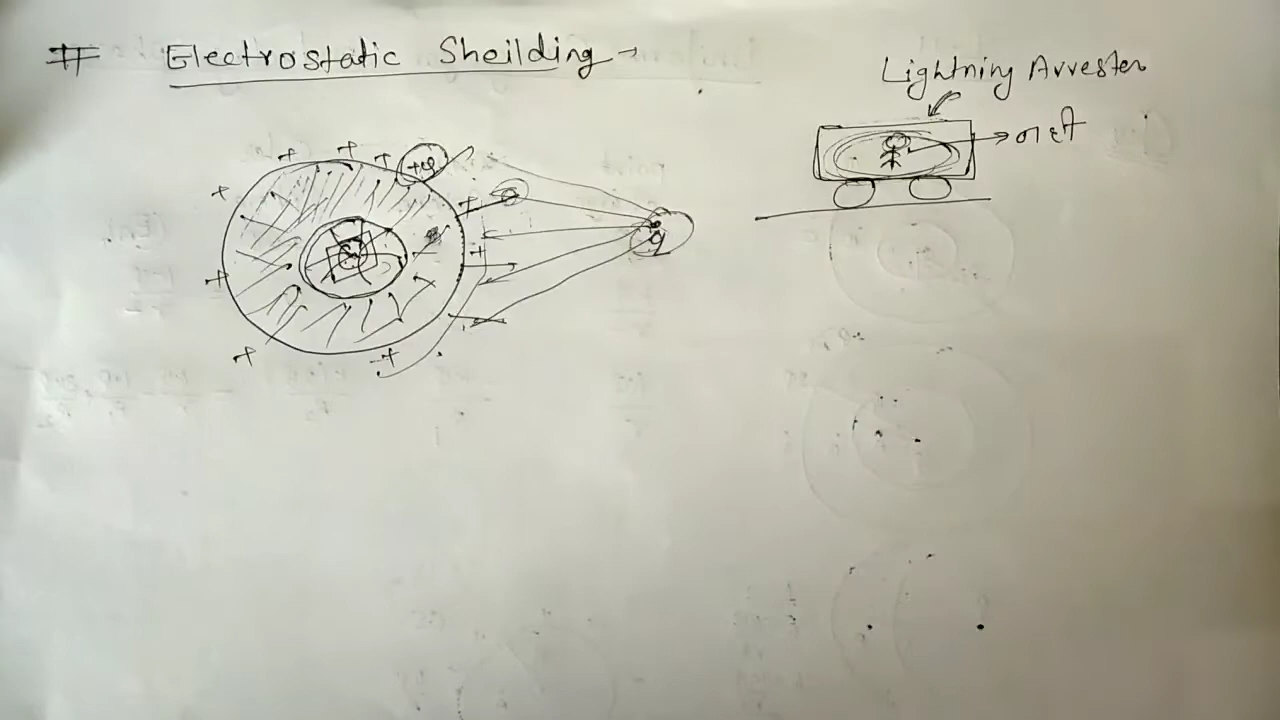 # Electrostatic Sheilding →
Lightning Arrester
+ + + +Q
+ +
+ +
+ +
q